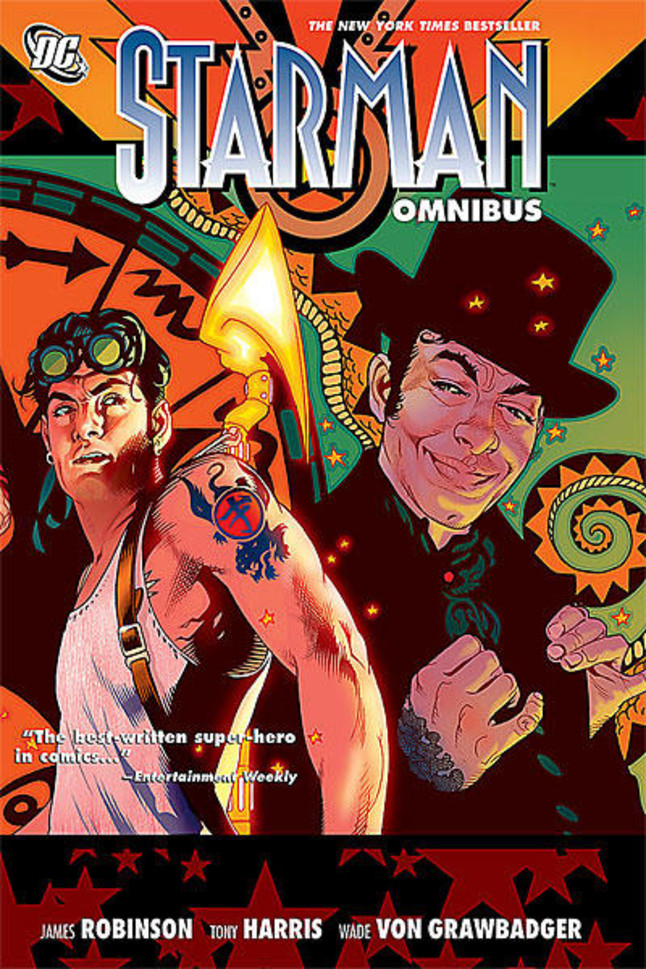 THE NEW YORK TIMES BESTSELLER
DC
STARMAN
OMNIBUS
"The best-written super-hero
in comics..."
—Entertainment Weekly
JAMES ROBINSON TONY HARRIS WADE VON GRAWBADGER